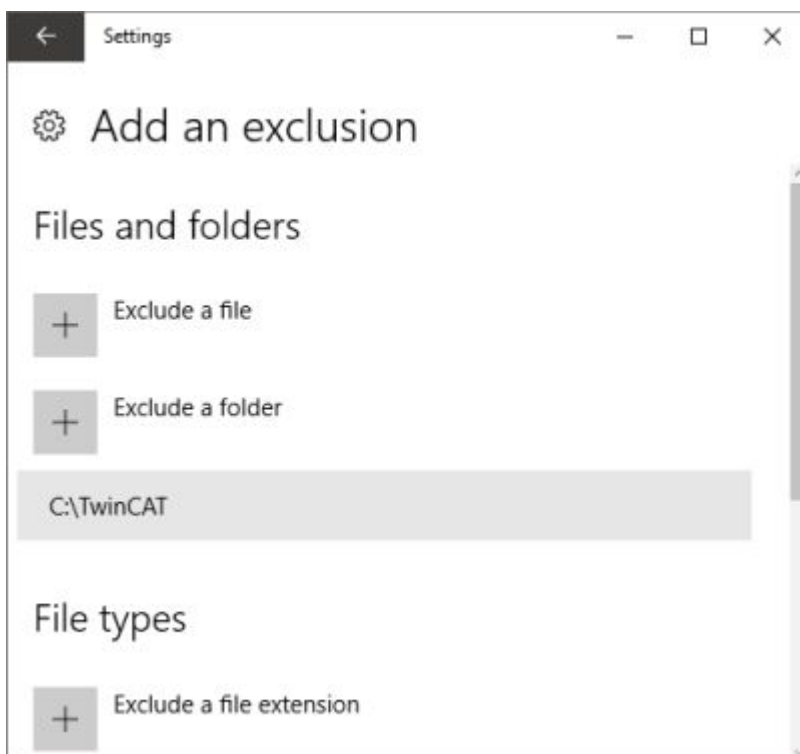 Settings
Add an exclusion
Files and folders
Exclude a file
Exclude a folder
C:\TwinCAT
File types
Exclude a file extension